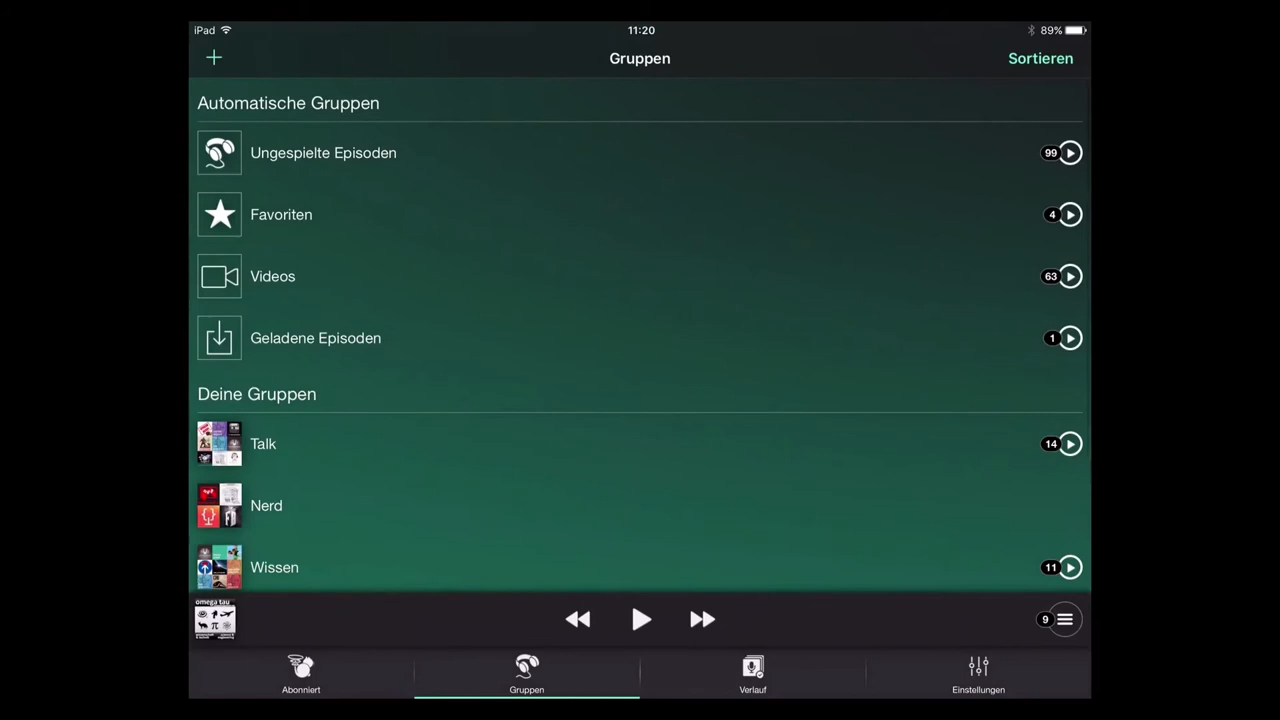 iPad
11:20
89%
Gruppen
Sortieren
Automatische Gruppen
Ungespielte Episoden
99
Favoriten
4
Videos
63
Geladene Episoden
1
Deine Gruppen
Talk
14
Nerd
Wissen
11
omega tau
9
Abonniert
Gruppen
Verlauf
Einstellungen